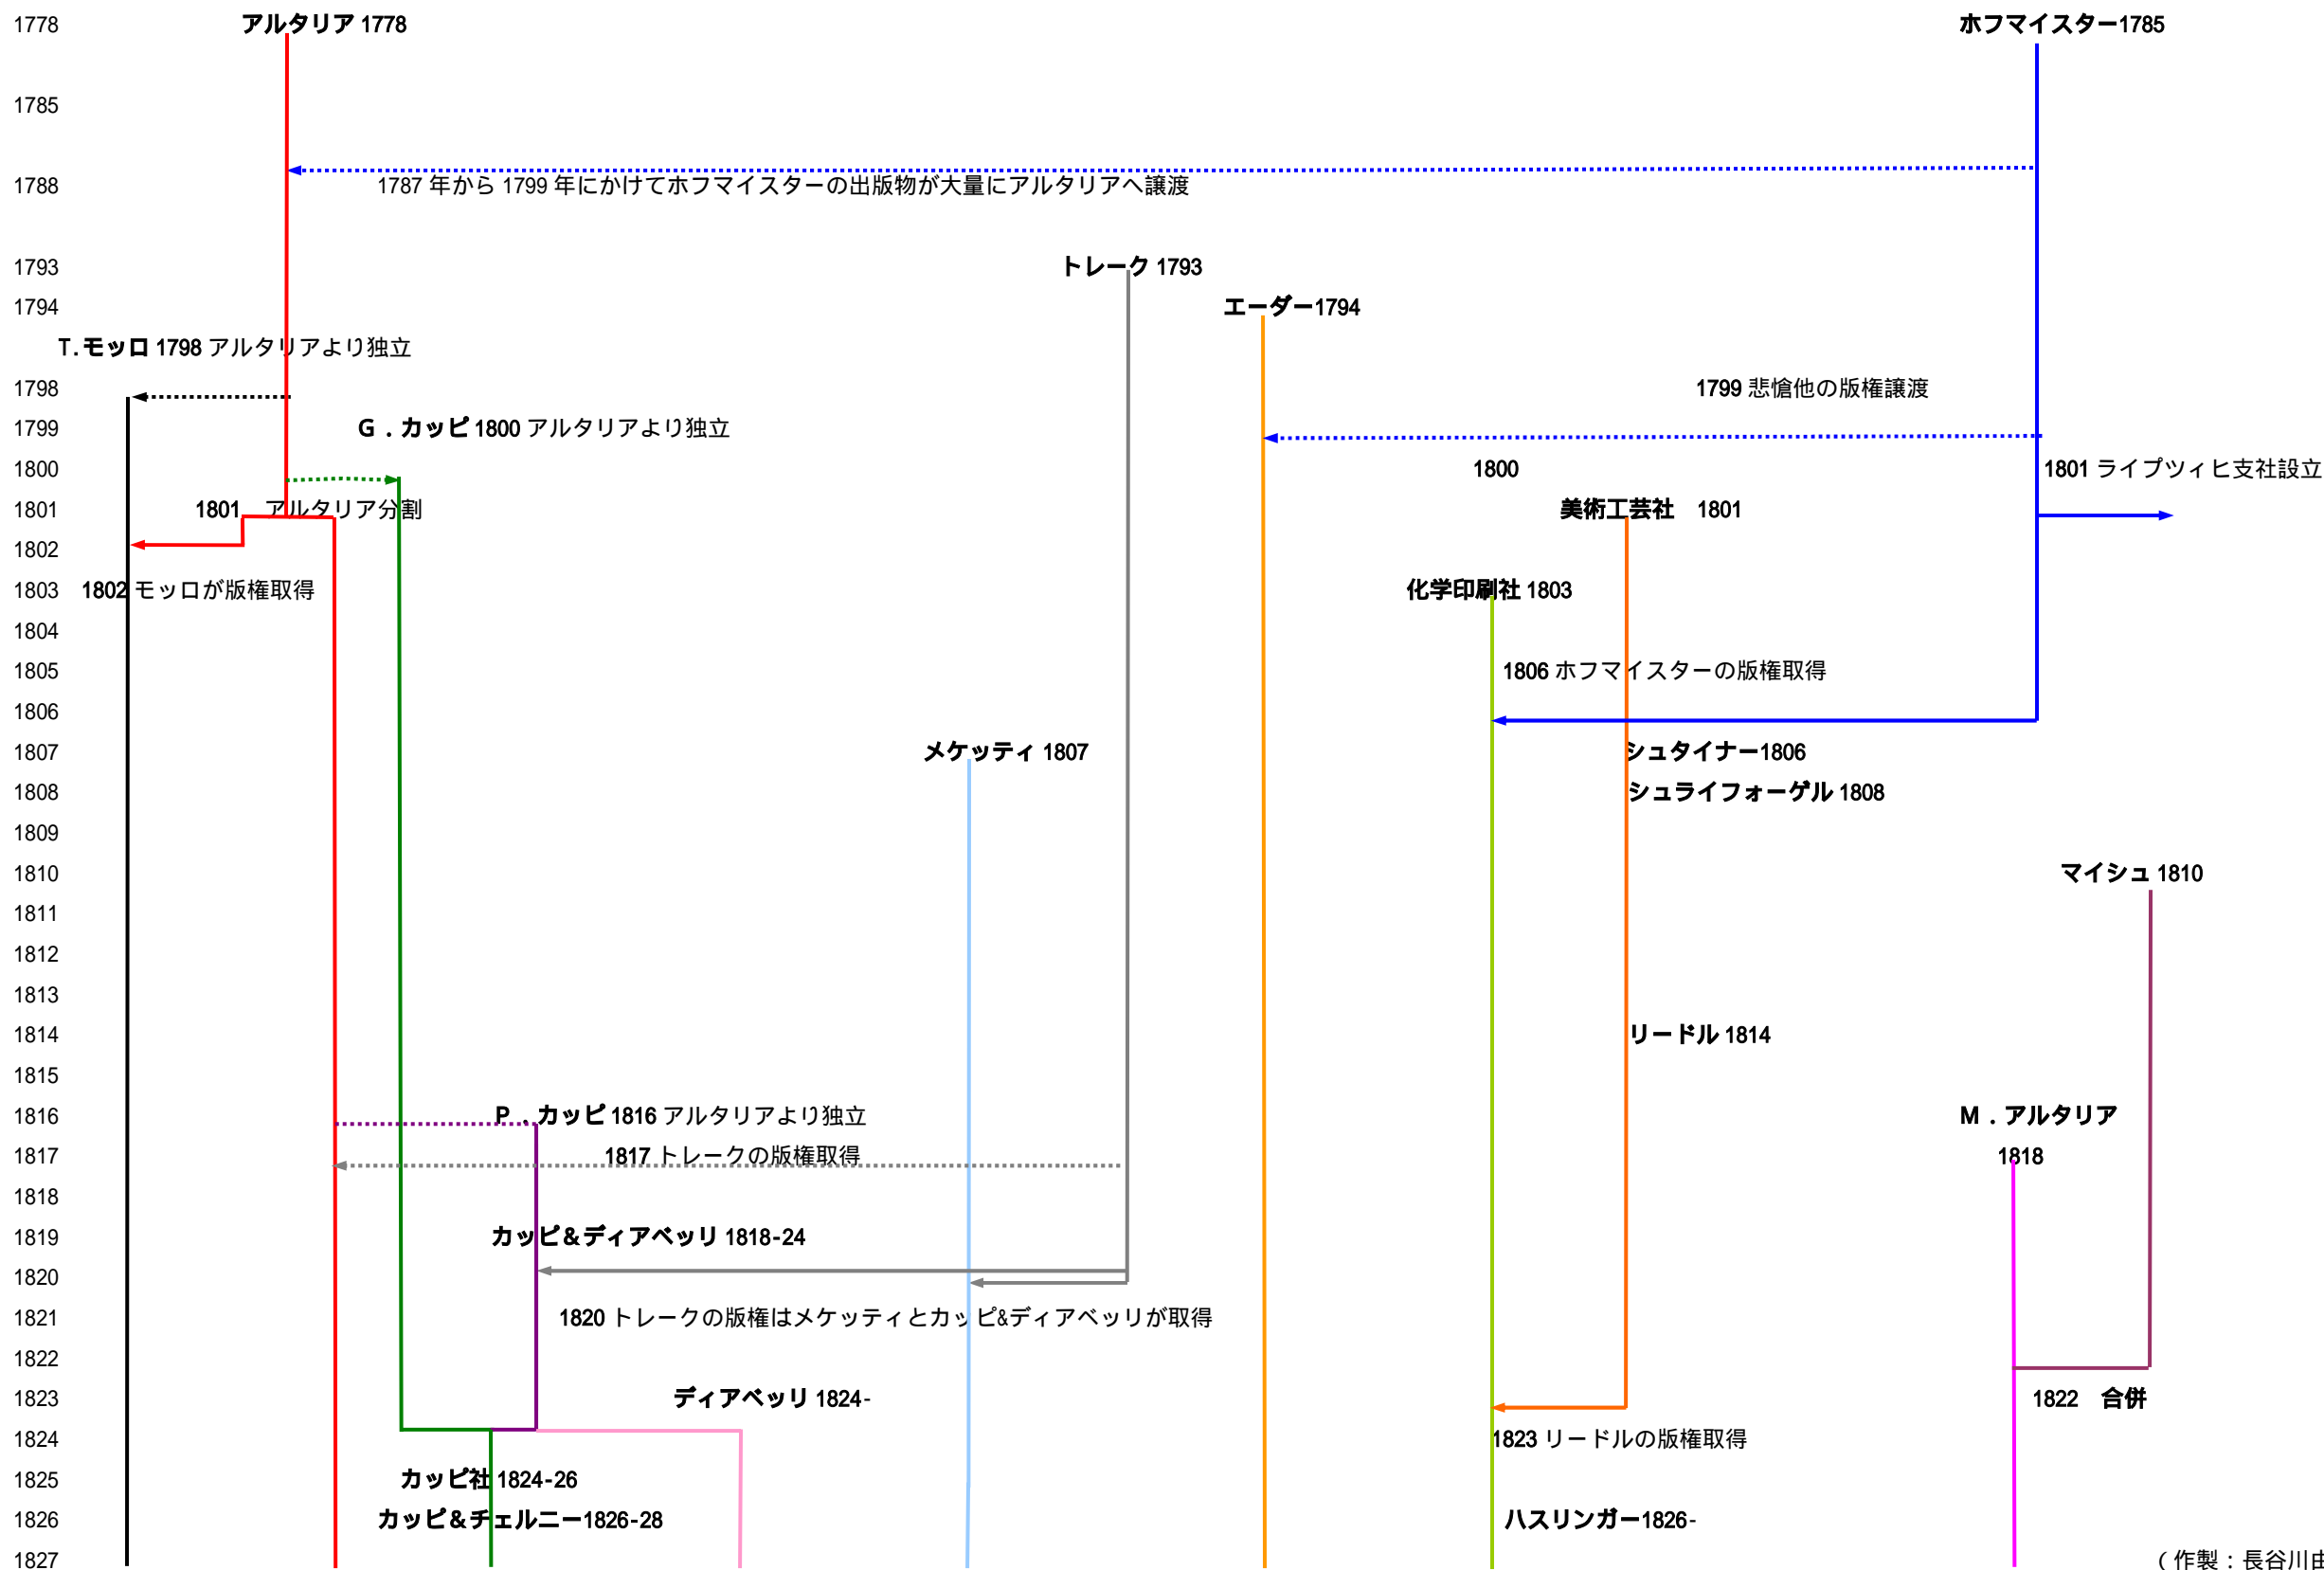 1778 アルタリア 1778 ホフマイスター1785
1785
1788 1787 年から 1799 年にかけてホフマイスターの出版物が大量にアルタリアへ譲渡
1793 トレーク 1793
1794 エーダー1794
T.モッロ 1798 アルタリアより独立
1798 1799 悲愴他の版権譲渡
1799 G．カッピ 1800 アルタリアより独立
1800 1800 1801 ライプツィヒ支社設立
1801 1801 アルタリア分割 美術工芸社 1801
1802
1803 1802 モッロが版権取得 化学印刷社 1803
1804
1805 1806 ホフマイスターの版権取得
1806
1807 メケッティ 1807 シュタイナー1806
1808 シュライフォーゲル 1808
1809
1810 マイシュ 1810
1811
1812
1813
1814 リードル 1814
1815
1816 P．カッピ 1816 アルタリアより独立 M．アルタリア
1817 1817 トレークの版権取得 1818
1818
1819 カッピ＆ディアベッリ 1818-24
1820
1821 1820 トレークの版権はメケッティとカッピ&ディアベッリが取得
1822
1823 ディアベッリ 1824- 1822 合併
1824 1823 リードルの版権取得
1825 カッピ社 1824-26
1826 カッピ＆チェルニー1826-28 ハスリンガー1826-
1827 （作製：長谷川由